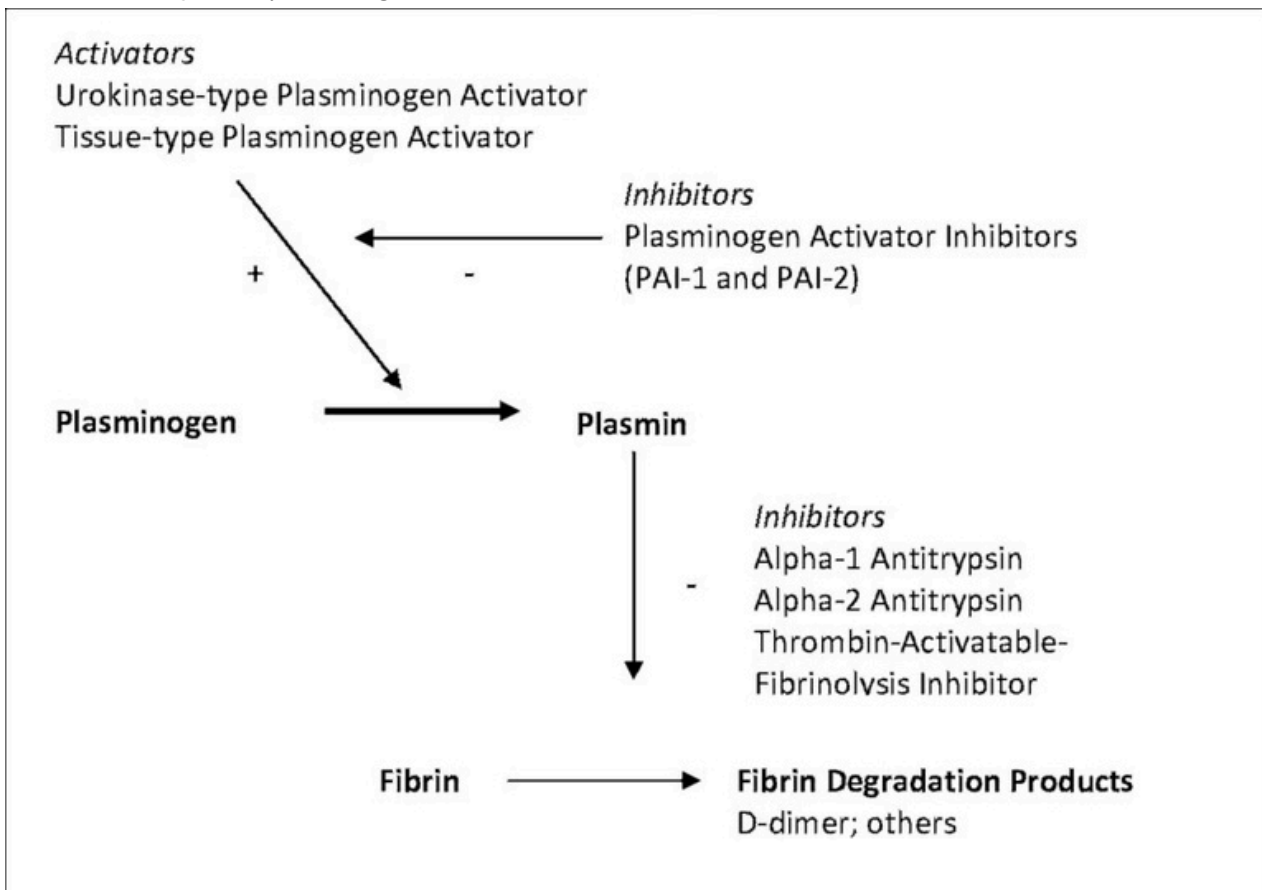 Activators
Urokinase-type Plasminogen Activator
Tissue-type Plasminogen Activator
Inhibitors
Plasminogen Activator Inhibitors
(PAI-1 and PAI-2)
+
-
Plasminogen
Plasmin
Inhibitors
Alpha-1 Antitrypsin
-
Alpha-2 Antitrypsin
Thrombin-Activatable-
Fibrinolvsis Inhibitor
Fibrin
Fibrin Degradation Products
D-dimer; others